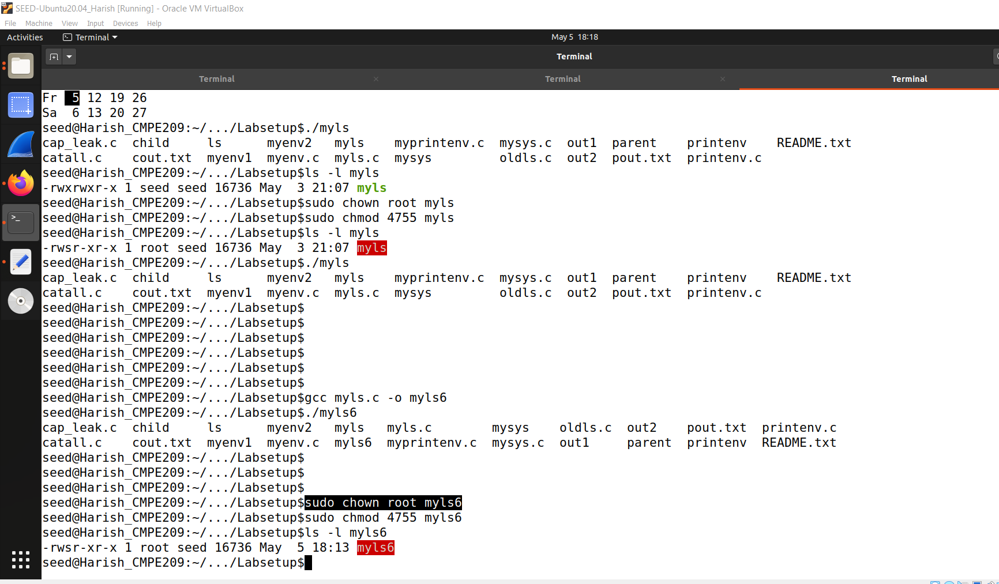 SEED-Ubuntu20.04_Harish [Running] - Oracle VM VirtualBox
File Machine View Input Devices Help
Activities Terminal May 5 18:18
Terminal
Terminal × Terminal × Terminal
Fr  5 12 19 26
Sa  6 13 20 27
seed@Harish_CMPE209:~/.../Labsetup$./myls
cap_leak.c  child     ls      myenv2   myls    myprintenv.c  mysys.c  out1  parent    printenv    README.txt
catall.c    cout.txt  myenv1  myenv.c  myls.c  mysys         oldls.c  out2  pout.txt  printenv.c
seed@Harish_CMPE209:~/.../Labsetup$ls -l myls
-rwxrwxr-x 1 seed seed 16736 May  3 21:07 myls
seed@Harish_CMPE209:~/.../Labsetup$sudo chown root myls
seed@Harish_CMPE209:~/.../Labsetup$sudo chmod 4755 myls
seed@Harish_CMPE209:~/.../Labsetup$ls -l myls
-rwsr-xr-x 1 root seed 16736 May  3 21:07 myls
seed@Harish_CMPE209:~/.../Labsetup$./myls
cap_leak.c  child     ls      myenv2   myls    myprintenv.c  mysys.c  out1  parent    printenv    README.txt
catall.c    cout.txt  myenv1  myenv.c  myls.c  mysys         oldls.c  out2  pout.txt  printenv.c
seed@Harish_CMPE209:~/.../Labsetup$
seed@Harish_CMPE209:~/.../Labsetup$
seed@Harish_CMPE209:~/.../Labsetup$
seed@Harish_CMPE209:~/.../Labsetup$
seed@Harish_CMPE209:~/.../Labsetup$
seed@Harish_CMPE209:~/.../Labsetup$
seed@Harish_CMPE209:~/.../Labsetup$gcc myls.c -o myls6
seed@Harish_CMPE209:~/.../Labsetup$./myls6
cap_leak.c  child     ls      myenv2   myls   myls.c        mysys    oldls.c  out2    pout.txt  printenv.c
catall.c    cout.txt  myenv1  myenv.c  myls6  myprintenv.c  mysys.c  out1     parent  printenv  README.txt
seed@Harish_CMPE209:~/.../Labsetup$
seed@Harish_CMPE209:~/.../Labsetup$
seed@Harish_CMPE209:~/.../Labsetup$
seed@Harish_CMPE209:~/.../Labsetup$sudo chown root myls6
seed@Harish_CMPE209:~/.../Labsetup$sudo chmod 4755 myls6
seed@Harish_CMPE209:~/.../Labsetup$ls -l myls6
-rwsr-xr-x 1 root seed 16736 May  5 18:13 myls6
seed@Harish_CMPE209:~/.../Labsetup$